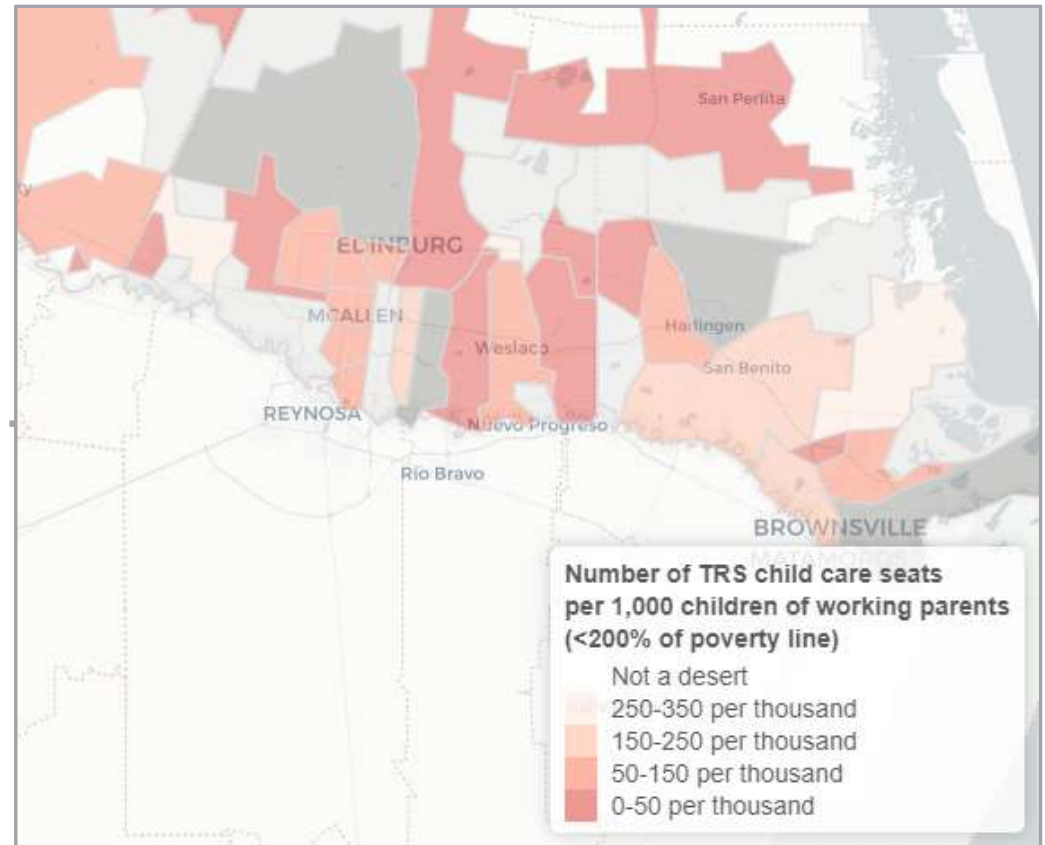 San Perlita
EDINBURG
MCALLEN
Harlingen
Weslaco
San Benito
REYNOSA
Nuevo Progreso
Río Bravo
BROWNSVILLE
MATAMOROS
Number of TRS child care seats
per 1,000 children of working parents
(<200% of poverty line)
Not a desert
250-350 per thousand
150-250 per thousand
50-150 per thousand
0-50 per thousand